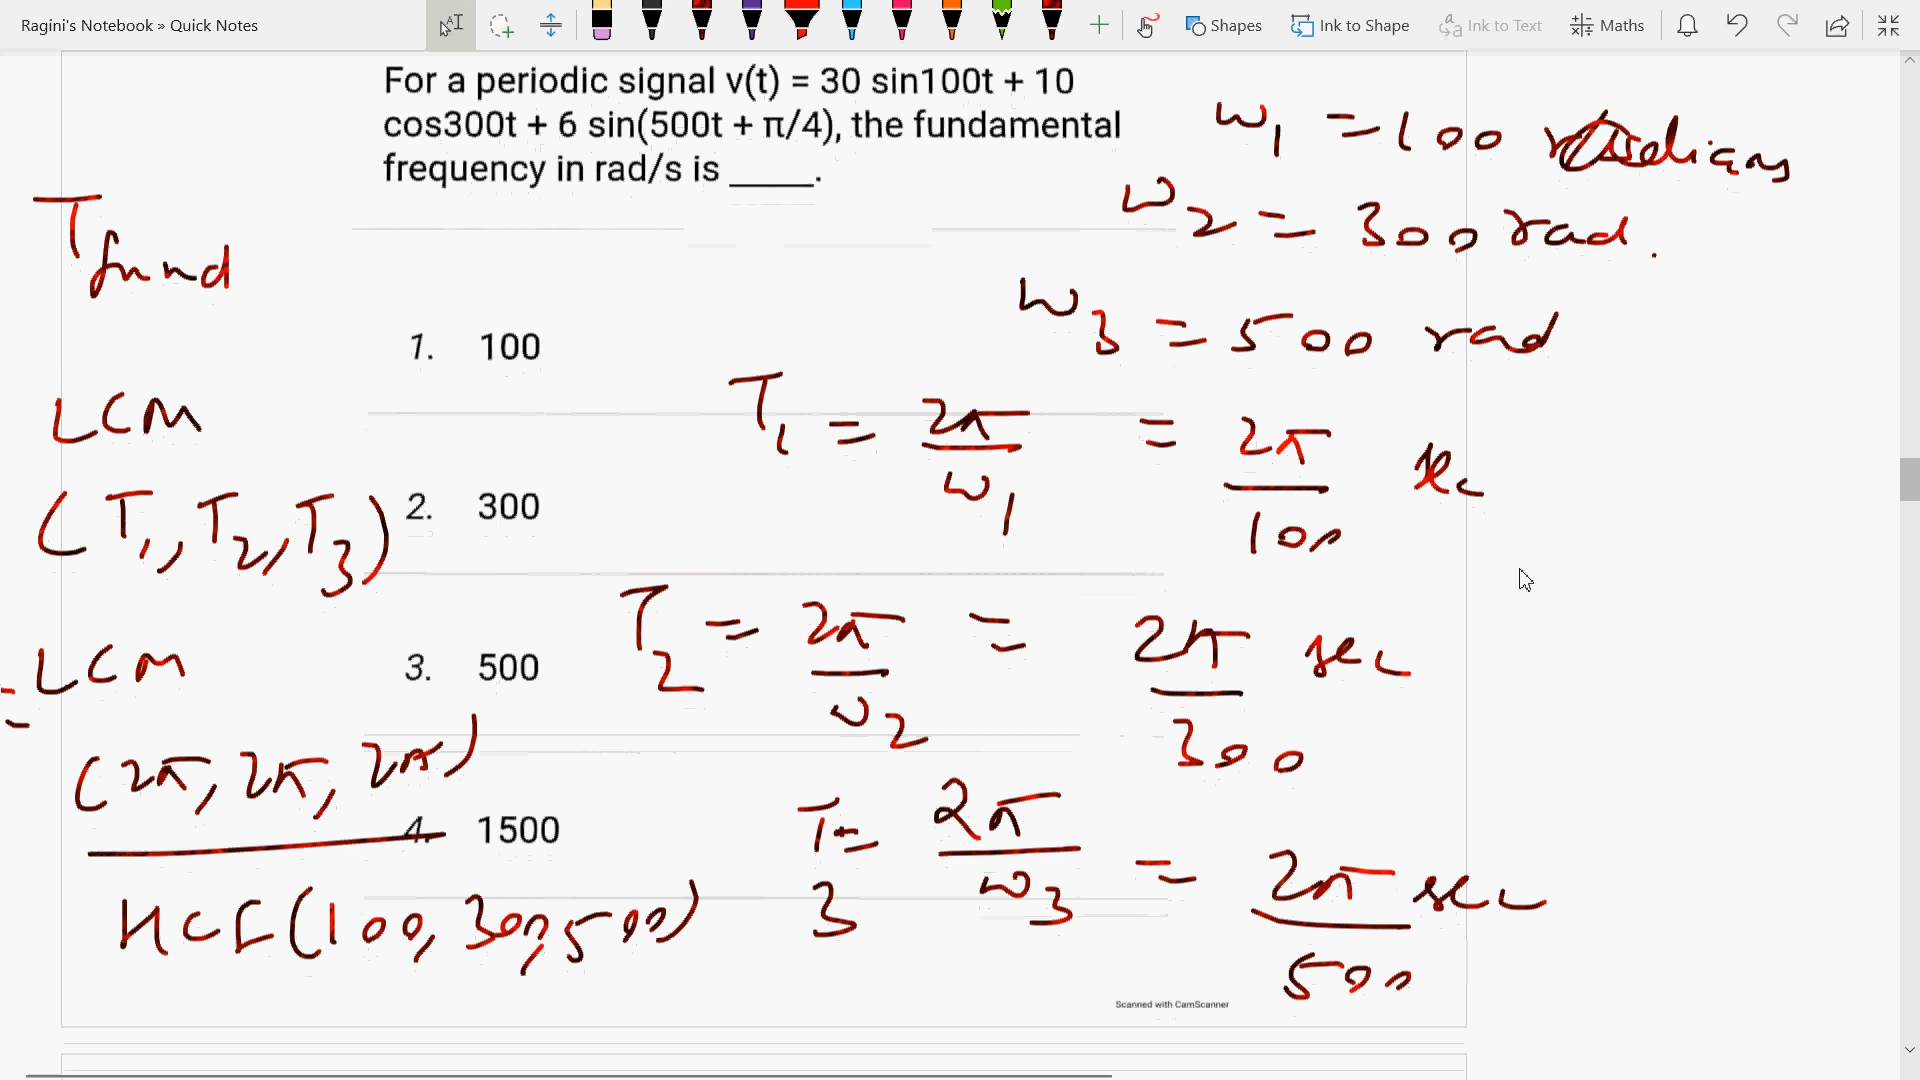 Ragini's Notebook » Quick Notes
Shapes
Ink to Shape
Ink to Text
Maths
For a periodic signal v(t) = 30 sin100t + 10
cos300t + 6 sin(500t + π/4), the fundamental
frequency in rad/s is _____.
1. 100
2. 300
3. 500
4. 1500
ω1 = 100 radians
ω2 = 300 rad.
ω3 = 500 rad
T1 = 2π/ω1 = 2π/100 sec
T2 = 2π/ω2 = 2π/300 sec
T3 = 2π/ω3 = 2π/500 sec
Tfund
LCM
(T1, T2, T3)
= LCM
(2π, 2π, 2π)
HCF(100, 300, 500)
Scanned with CamScanner